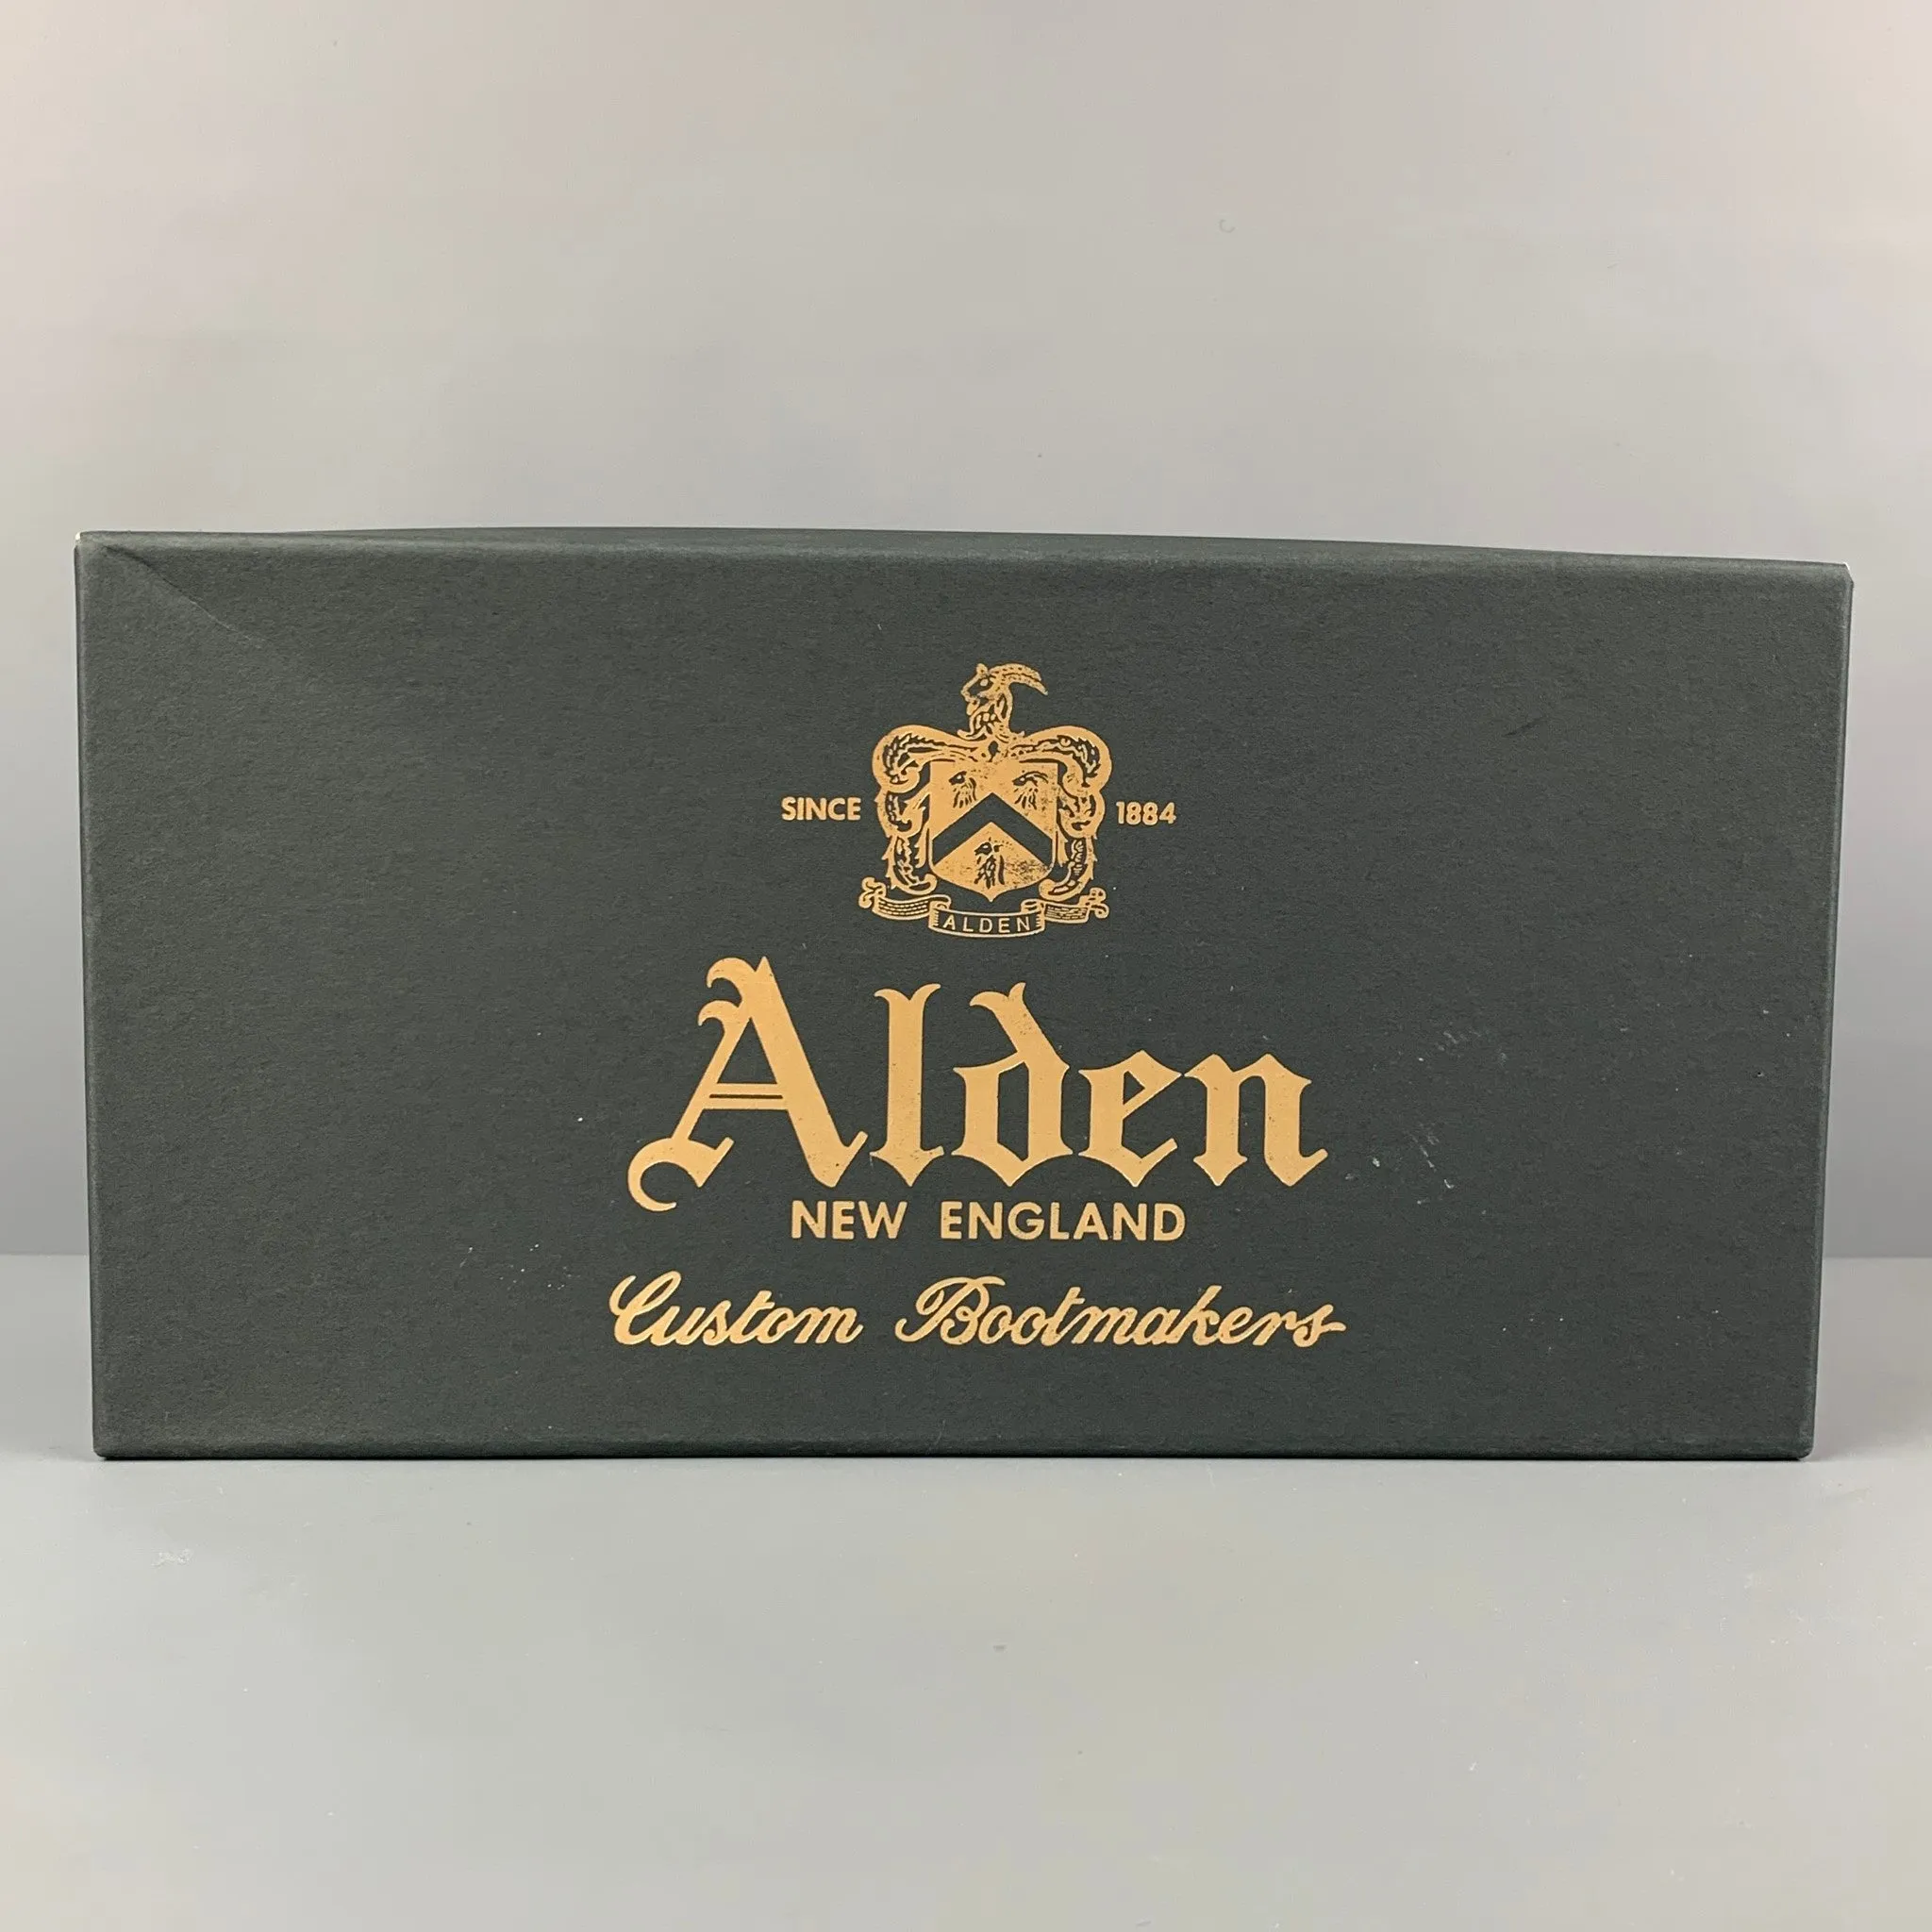 SINCE 1884
ALDEN
Alden
NEW ENGLAND
Custom Bootmakers